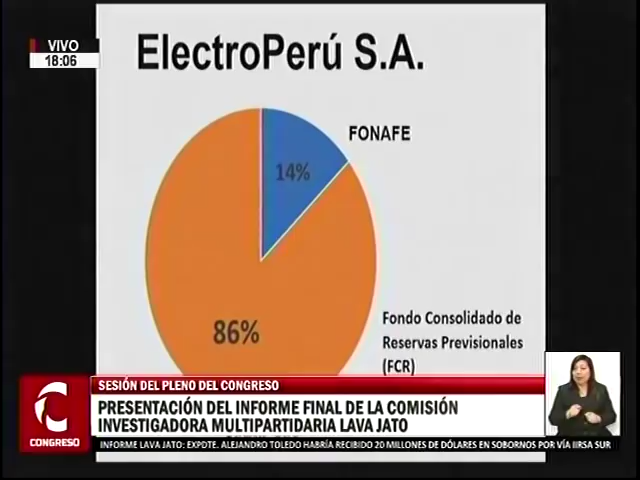 VIVO
18:06
ElectroPerú S.A.
FONAFE
14%
86%
Fondo Consolidado de
Reservas Previsionales
(FCR)
SESIÓN DEL PLENO DEL CONGRESO
PRESENTACIÓN DEL INFORME FINAL DE LA COMISIÓN
INVESTIGADORA MULTIPARTIDARIA LAVA JATO
CONGRESO
INFORME LAVA JATO: EXPDTE. ALEJANDRO TOLEDO HABRÍA RECIBIDO 20 MILLONES DE DÓLARES EN SOBORNOS POR VÍA IIRSA SUR